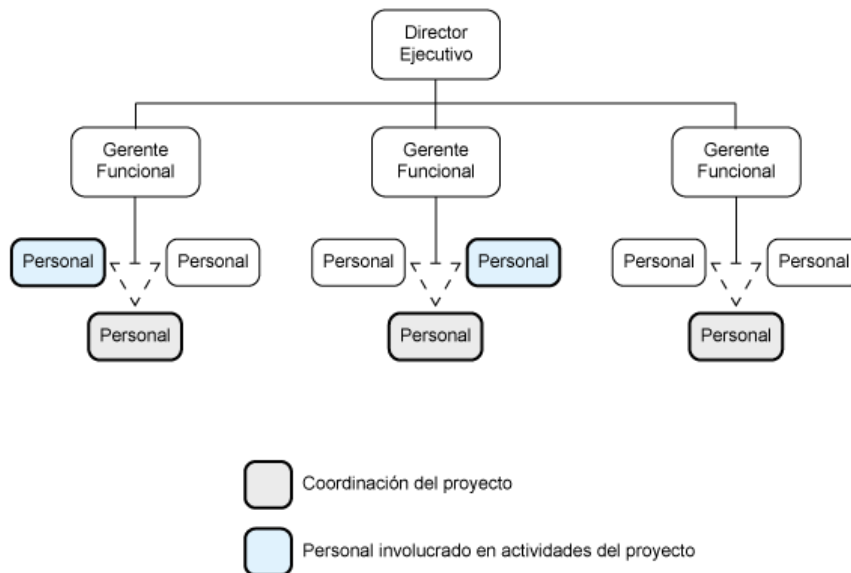 Director
Ejecutivo
Gerente
Funcional
Gerente
Funcional
Gerente
Funcional
Personal
Personal
Personal
Personal
Personal
Personal
Personal
Personal
Personal
Coordinación del proyecto
Personal involucrado en actividades del proyecto